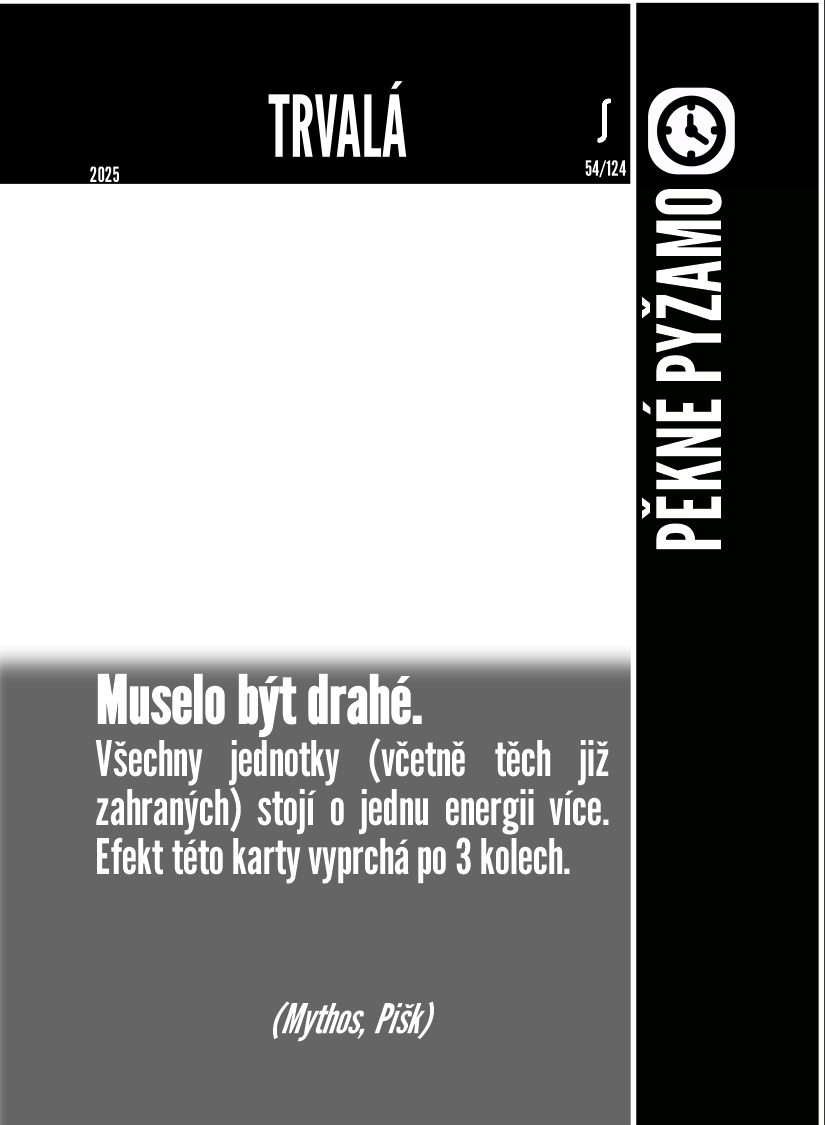 TRVALÁ
2025
54/124
PĚKNÉ PÝŽAMO
Muselo být drahé.
Všechny jednotky (včetně těch již
zahraných) stojí o jednu energii více.
Efekt této karty vyprchá po 3 kolech.
(Mythos, Pišk)